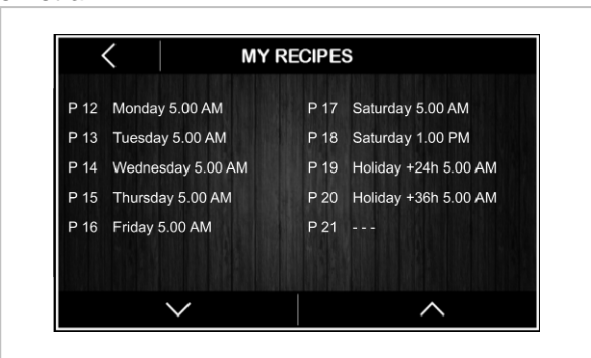 MY RECIPES
P 12 Monday 5.00 AM
P 13 Tuesday 5.00 AM
P 14 Wednesday 5.00 AM
P 15 Thursday 5.00 AM
P 16 Friday 5.00 AM
P 17 Saturday 5.00 AM
P 18 Saturday 1.00 PM
P 19 Holiday +24h 5.00 AM
P 20 Holiday +36h 5.00 AM
P 21 - - -